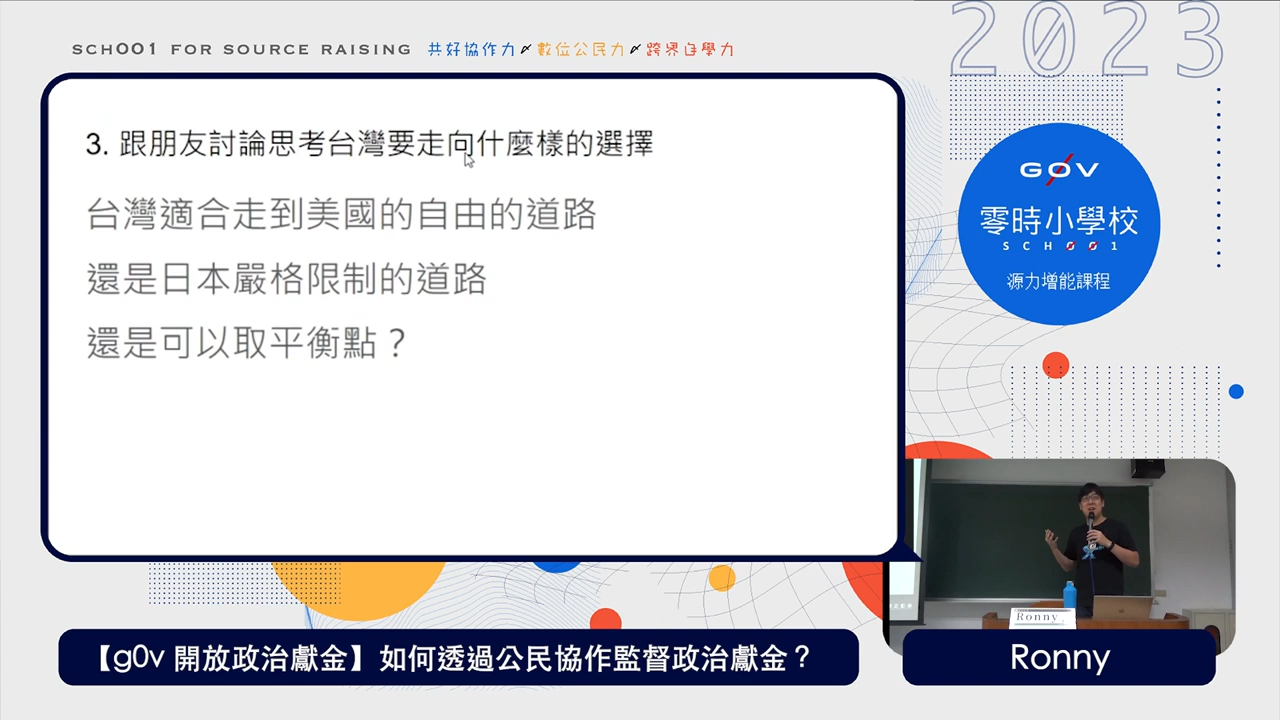 SCH001 FOR SOURCE RAISING 共好協作力 數位公民力 跨界自學力
2023
3. 跟朋友討論思考台灣要走向什麼樣的選擇
台灣適合走到美國的自由的道路
還是日本嚴格限制的道路
還是可以取平衡點？
G0V
零時小學校
SCH001
源力增能課程
Ronny
【g0v 開放政治獻金】如何透過公民協作監督政治獻金？
Ronny